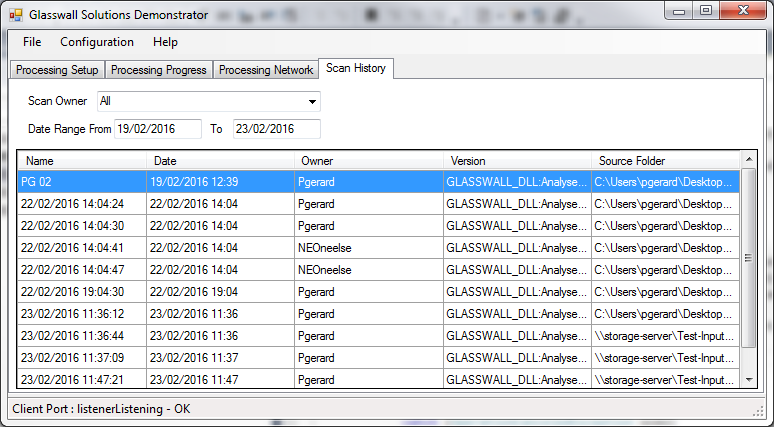 Glasswall Solutions Demonstrator
File Configuration Help
Processing Setup Processing Progress Processing Network Scan History
Scan Owner All
Date Range From 19/02/2016 To 23/02/2016
Name Date Owner Version Source Folder
PG 02 19/02/2016 12:39 Pgerard GLASSWALL_DLL:Analyse... C:\Users\pgerard\Desktop...
22/02/2016 14:04:24 22/02/2016 14:04 Pgerard GLASSWALL_DLL:Analyse... C:\Users\pgerard\Desktop...
22/02/2016 14:04:30 22/02/2016 14:04 Pgerard GLASSWALL_DLL:Analyse... C:\Users\pgerard\Desktop...
22/02/2016 14:04:41 22/02/2016 14:04 NEOneelse GLASSWALL_DLL:Analyse... C:\Users\pgerard\Desktop...
22/02/2016 14:04:47 22/02/2016 14:04 NEOneelse GLASSWALL_DLL:Analyse... C:\Users\pgerard\Desktop...
22/02/2016 19:04:30 22/02/2016 19:04 Pgerard GLASSWALL_DLL:Analyse... C:\Users\pgerard\Desktop...
23/02/2016 11:36:12 23/02/2016 11:36 Pgerard GLASSWALL_DLL:Analyse... C:\Users\pgerard\Desktop...
23/02/2016 11:36:44 23/02/2016 11:36 Pgerard GLASSWALL_DLL:Analyse... \\storage-server\Test-Input...
23/02/2016 11:37:09 23/02/2016 11:37 Pgerard GLASSWALL_DLL:Analyse... \\storage-server\Test-Input...
23/02/2016 11:47:21 23/02/2016 11:47 Pgerard GLASSWALL_DLL:Analyse... \\storage-server\Test-Input...
Client Port : listenerListening - OK